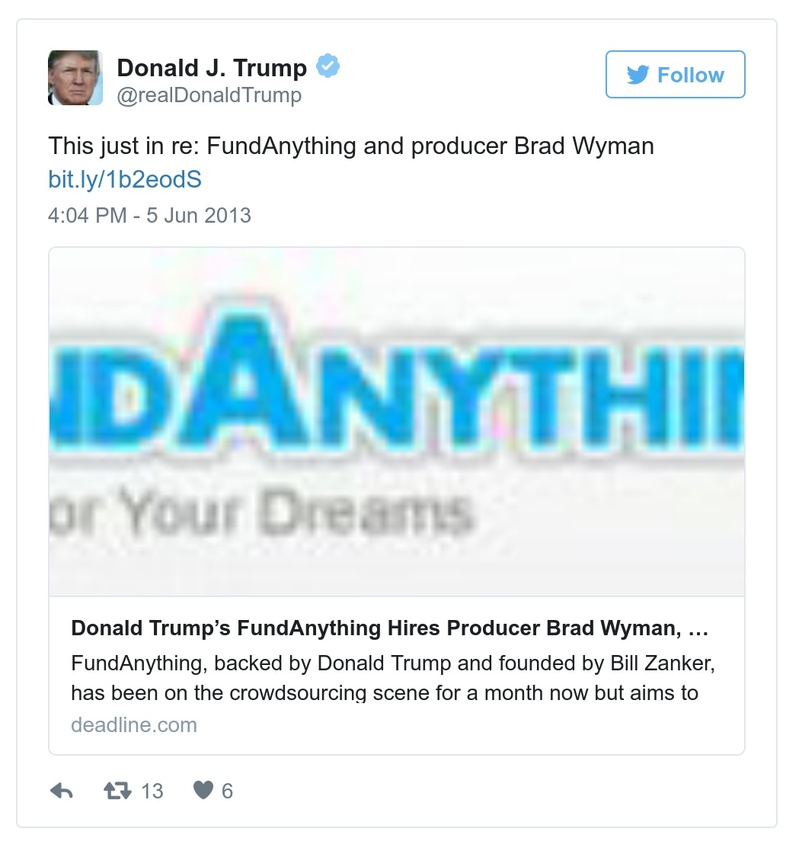 Donald J. Trump
@realDonaldTrump
Follow
This just in re: FundAnything and producer Brad Wyman
bit.ly/1b2eodS
4:04 PM - 5 Jun 2013
NDANYTHIN
or Your Dreams
Donald Trump’s FundAnything Hires Producer Brad Wyman, …
FundAnything, backed by Donald Trump and founded by Bill Zanker,
has been on the crowdsourcing scene for a month now but aims to
deadline.com
13
6